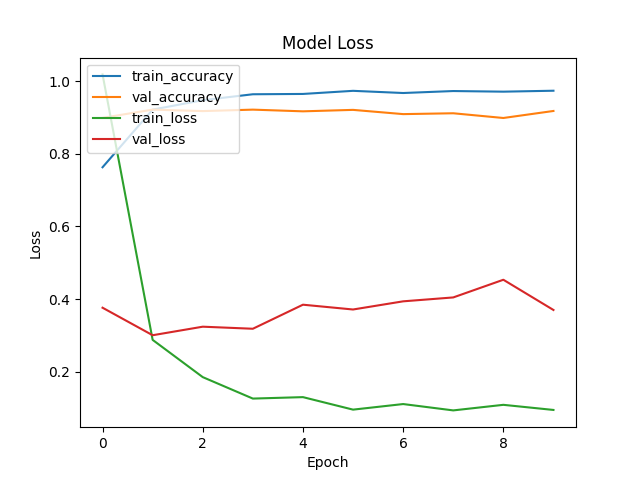 Model Loss
train_accuracy
val_accuracy
train_loss
val_loss
1.0
0.8
0.6
0.4
0.2
Loss
0 2 4 6 8
Epoch